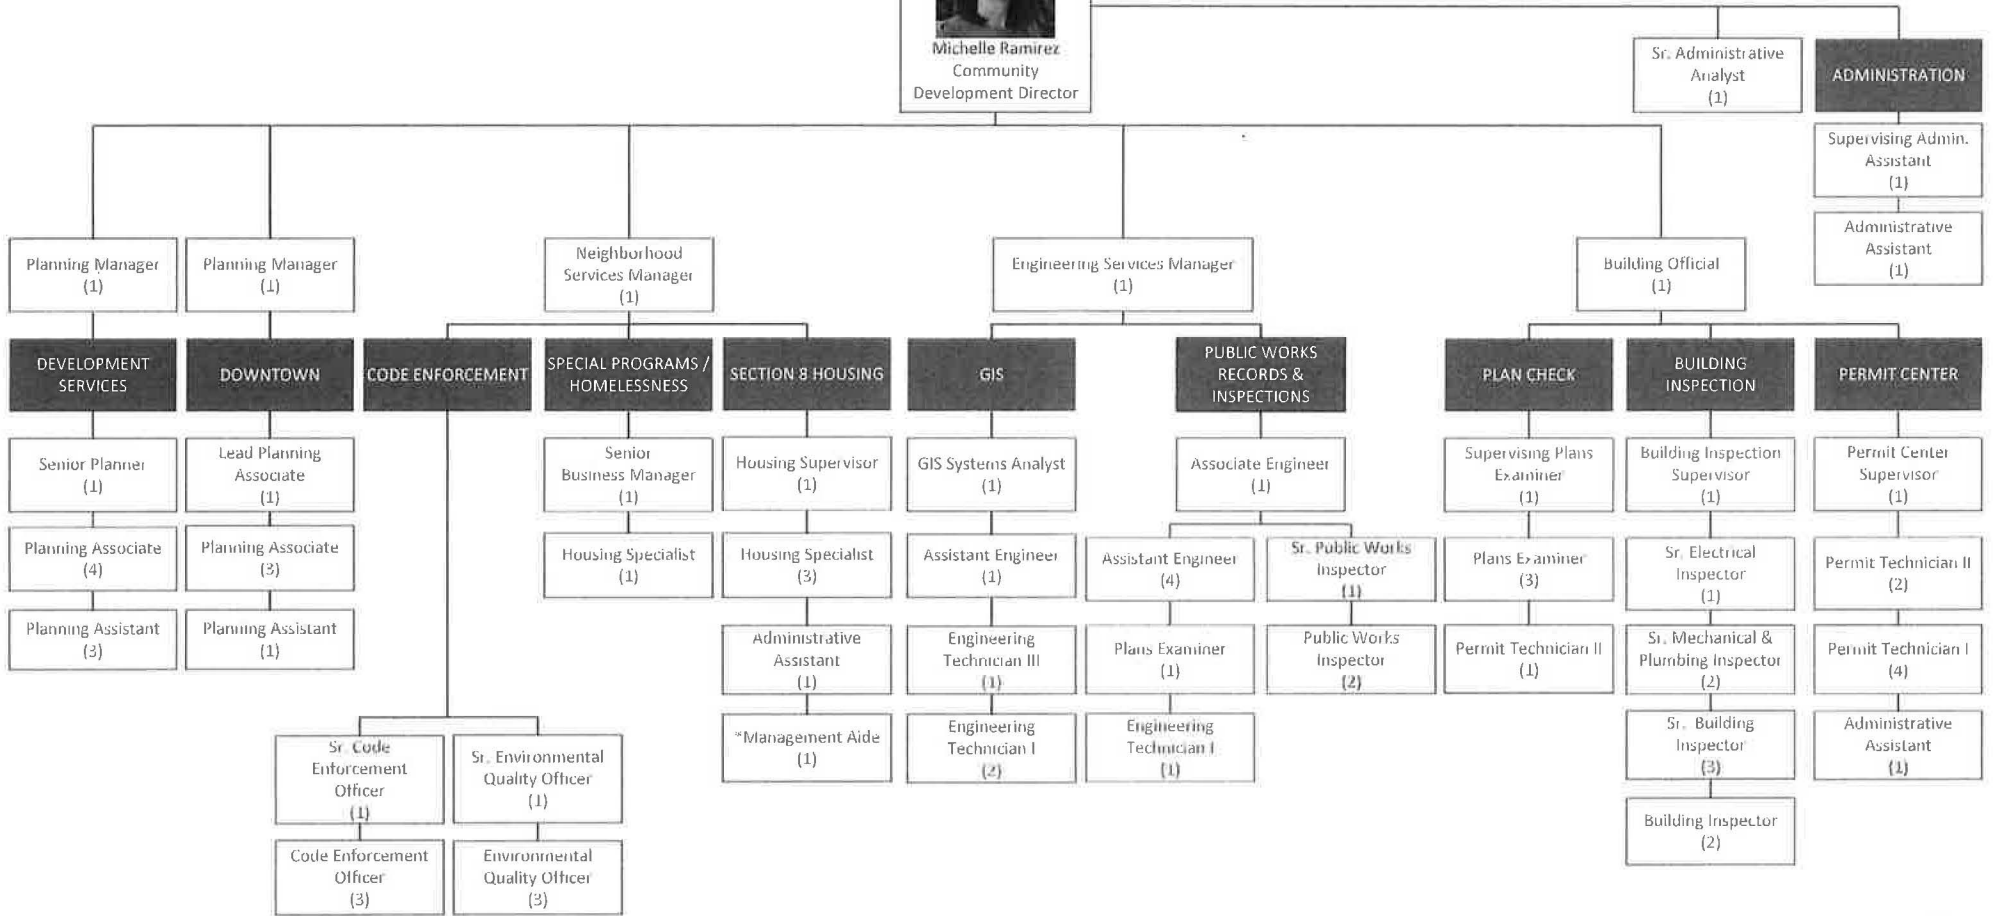 Michelle Ramirez
Community
Development Director
Sr. Administrative
Analyst
(1)
ADMINISTRATION
Supervising Admin.
Assistant
(1)
Administrative
Assistant
(1)
Planning Manager
(1)
Planning Manager
(1)
Neighborhood
Services Manager
(1)
Engineering Services Manager
(1)
Building Official
(1)
DEVELOPMENT
SERVICES
DOWNTOWN
CODE ENFORCEMENT
SPECIAL PROGRAMS /
HOMELESSNESS
SECTION 8 HOUSING
GIS
PUBLIC WORKS
RECORDS &
INSPECTIONS
PLAN CHECK
BUILDING
INSPECTION
PERMIT CENTER
Senior Planner
(1)
Planning Associate
(4)
Planning Assistant
(3)
Lead Planning
Associate
(1)
Planning Associate
(3)
Planning Assistant
(1)
Sr. Code
Enforcement
Officer
(1)
Code Enforcement
Officer
(3)
Sr. Environmental
Quality Officer
(1)
Environmental
Quality Officer
(3)
Senior
Business Manager
(1)
Housing Specialist
(1)
Housing Supervisor
(1)
Housing Specialist
(3)
Administrative
Assistant
(1)
*Management Aide
(1)
GIS Systems Analyst
(1)
Assistant Engineer
(1)
Engineering
Technician III
(1)
Engineering
Technician I
(2)
Associate Engineer
(1)
Assistant Engineer
(4)
Plans Examiner
(1)
Engineering
Technician I
(1)
Sr. Public Works
Inspector
(1)
Public Works
Inspector
(2)
Supervising Plans
Examiner
(1)
Plans Examiner
(3)
Permit Technician II
(1)
Building Inspection
Supervisor
(1)
Sr. Electrical
Inspector
(1)
Sr. Mechanical &
Plumbing Inspector
(2)
Sr. Building
Inspector
(3)
Building Inspector
(2)
Permit Center
Supervisor
(1)
Permit Technician II
(2)
Permit Technician I
(4)
Administrative
Assistant
(1)